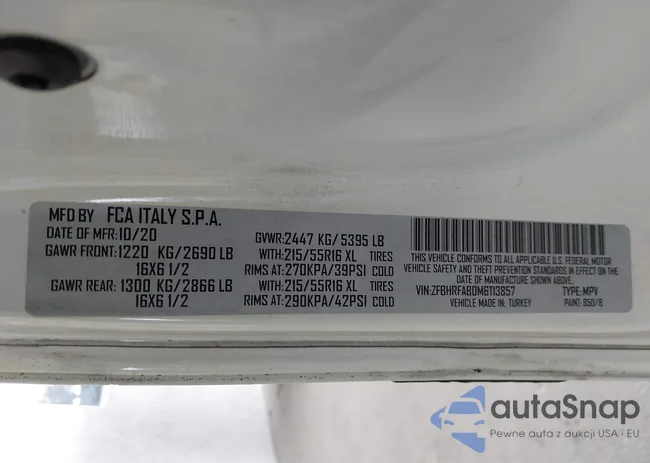 MFD BY FCA ITALY S.P.A.
DATE OF MFR:10/20
GAWR FRONT:1220 KG/2690 LB
16X6 1/2
GAWR REAR:1300 KG/2866 LB
16X6 1/2
GVWR:2447 KG/5395 LB
WITH:215/55R16 XL TIRES
RIMS AT:270KPA/39PSI COLD
WITH:215/55R16 XL TIRES
RIMS AT:290KPA/42PSI COLD
THIS VEHICLE CONFORMS TO ALL APPLICABLE U.S. FEDERAL MOTOR
VEHICLE SAFETY AND THEFT PREVENTION STANDARDS IN EFFECT ON THE
DATE OF MANUFACTURE SHOWN ABOVE.
VIN:ZFBHRFAB0M6T13857 TYPE:MPV
VEHICLE MADE IN: TURKEY PAINT: 850/B
autaSnap
Pewne auta z aukcji USA i EU